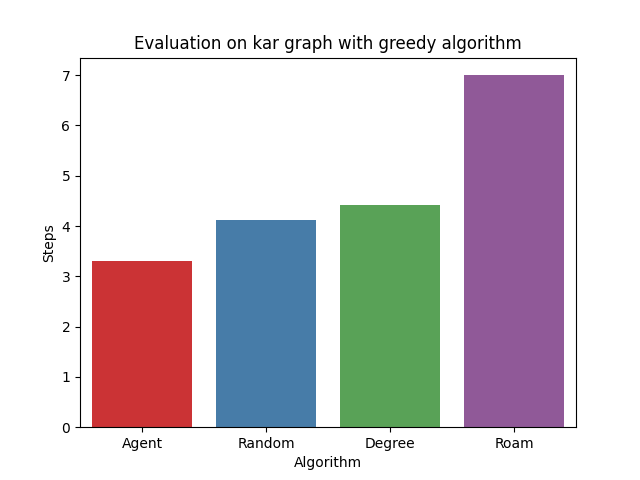 Evaluation on kar graph with greedy algorithm
7
6
5
4
3
2
1
0
Steps
Agent Random Degree Roam
Algorithm